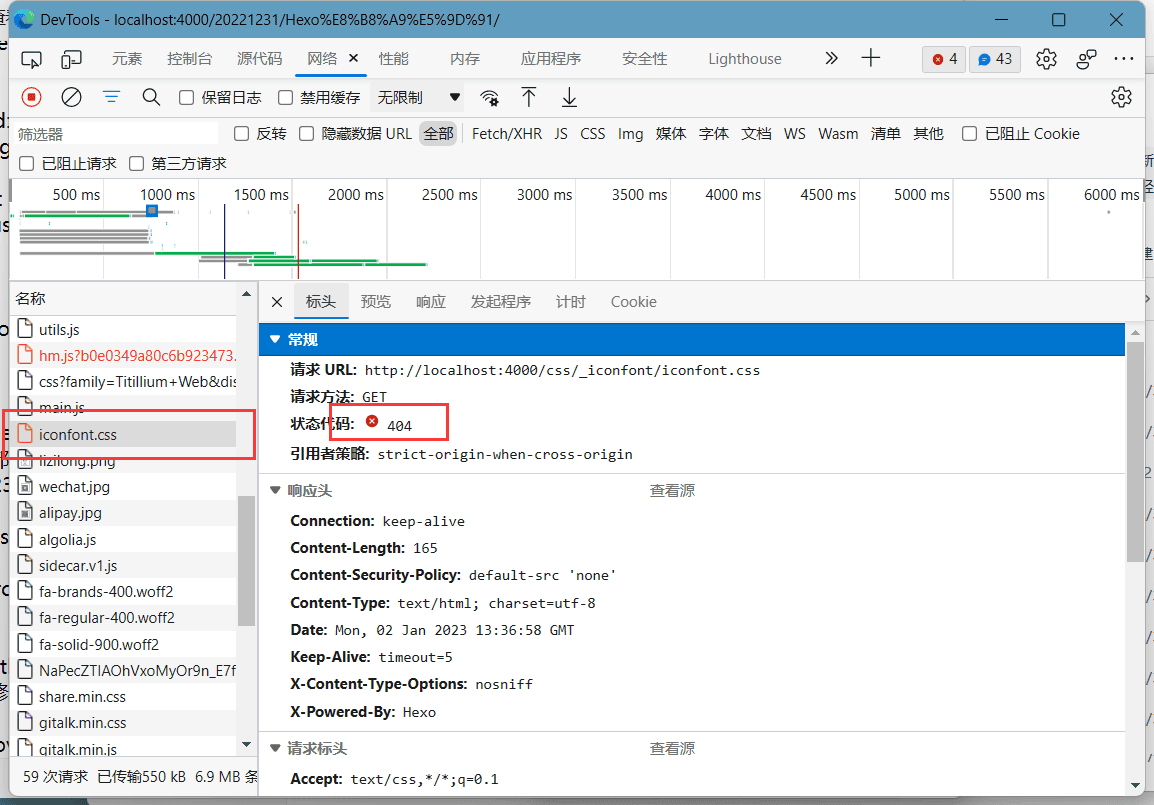 DevTools - localhost:4000/20221231/Hexo%E8%B8%A9%E5%9D%91/
元素 控制台 源代码 网络 性能 内存 应用程序 安全性 Lighthouse 4 43
保留日志 禁用缓存 无限制
筛选器 反转 隐藏数据 URL 全部 Fetch/XHR JS CSS Img 媒体 字体 文档 WS Wasm 清单 其他 已阻止 Cookie
已阻止请求 第三方请求
500 ms 1000 ms 1500 ms 2000 ms 2500 ms 3000 ms 3500 ms 4000 ms 4500 ms 5000 ms 5500 ms 6000 ms
名称
utils.js
hm.js?b0e0349a80c6b923473.
css?family=Titillium+Web&dis
main.js
iconfont.css
lizilong.png
wechat.jpg
alipay.jpg
algolia.js
sidecar.v1.js
fa-brands-400.woff2
fa-regular-400.woff2
fa-solid-900.woff2
NaPecZTIAOhVxoMyOr9n_E7f
share.min.css
gitalk.min.css
gitalk.min.js
59 次请求 已传输550 kB 6.9 MB 条
标头 预览 响应 发起程序 计时 Cookie
常规
请求 URL: http://localhost:4000/css/_iconfont/iconfont.css
请求方法: GET
状态代码: 404
引用者策略: strict-origin-when-cross-origin
响应头 查看源
Connection: keep-alive
Content-Length: 165
Content-Security-Policy: default-src 'none'
Content-Type: text/html; charset=utf-8
Date: Mon, 02 Jan 2023 13:36:58 GMT
Keep-Alive: timeout=5
X-Content-Type-Options: nosniff
X-Powered-By: Hexo
请求标头 查看源
Accept: text/css,*/*;q=0.1